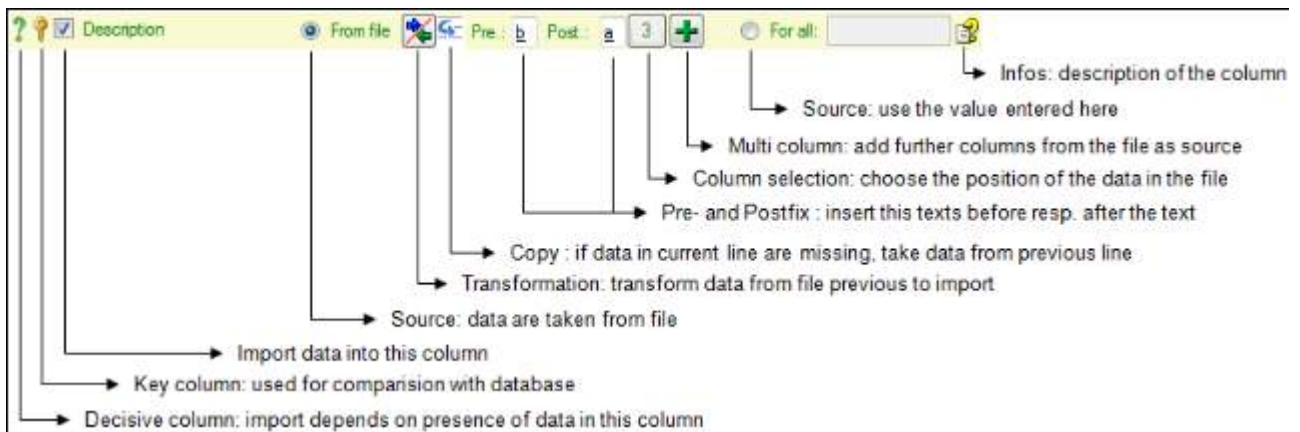 ? Description From file Pre : b Post : a 3 For all: ?
Infos: description of the column
Source: use the value entered here
Multi column: add further columns from the file as source
Column selection: choose the position of the data in the file
Pre- and Postfix : insert this texts before resp. after the text
Copy : if data in current line are missing, take data from previous line
Transformation: transform data from file previous to import
Source: data are taken from file
Import data into this column
Key column: used for comparision with database
Decisive column: import depends on presence of data in this column